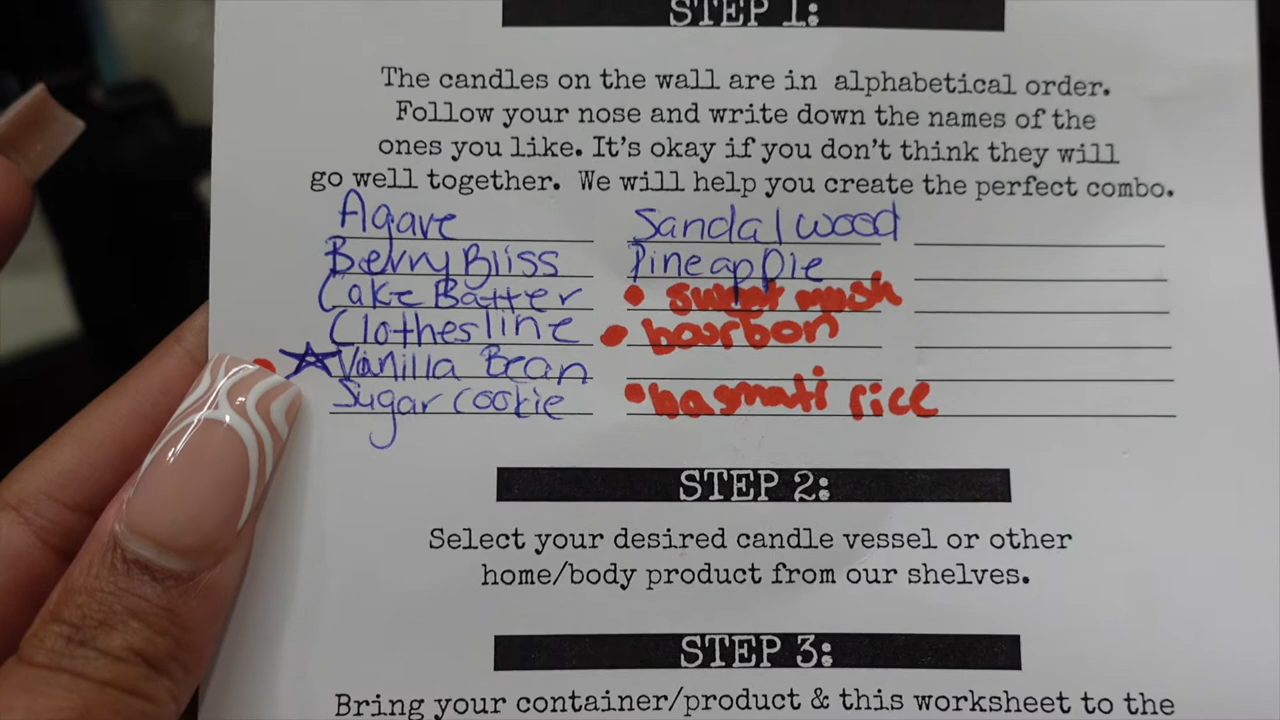 STEP 1:
The candles on the wall are in alphabetical order.
Follow your nose and write down the names of the
ones you like. It's okay if you don't think they will
go well together. We will help you create the perfect combo.
Agave
Berry Bliss
Cake Batter
Clothesline
Vanilla Bean
Sugar cookie
Sandalwood
Pineapple
• sweet musk
• bourbon
• basmati rice
STEP 2:
Select your desired candle vessel or other
home/body product from our shelves.
STEP 3:
Bring your container/product & this worksheet to the